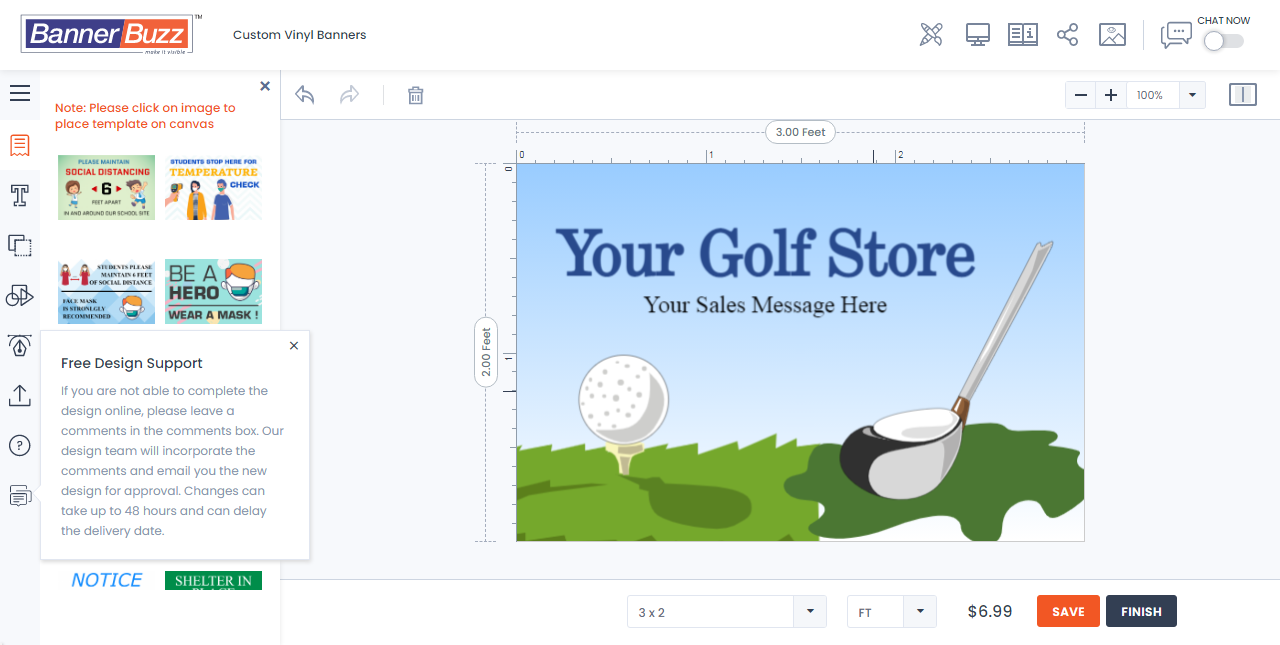 BannerBuzz
TM
make it visible
Custom Vinyl Banners
CHAT NOW
Note: Please click on image to
place template on canvas
100%
3.00 Feet
0 1 2
PLEASE MAINTAIN
SOCIAL DISTANCING
6
FEET APART
IN AND AROUND OUR SCHOOL SITE
STUDENTS STOP HERE FOR
TEMPERATURE
CHECK
STUDENTS PLEASE
MAINTAIN 6 FEET
OF SOCIAL DISTANCE
FACE MASK
IS STRONLGLY
RECOMMENDED
BE A
HERO
WEAR A MASK !
0
1
2.00 Feet
Your Golf Store
Your Sales Message Here
Free Design Support
If you are not able to complete the
design online, please leave a
comments in the comments box. Our
design team will incorporate the
comments and email you the new
design for approval. Changes can
take up to 48 hours and can delay
the delivery date.
NOTICE
SHELTER IN
PLACE
3 x 2
FT
$6.99
SAVE
FINISH